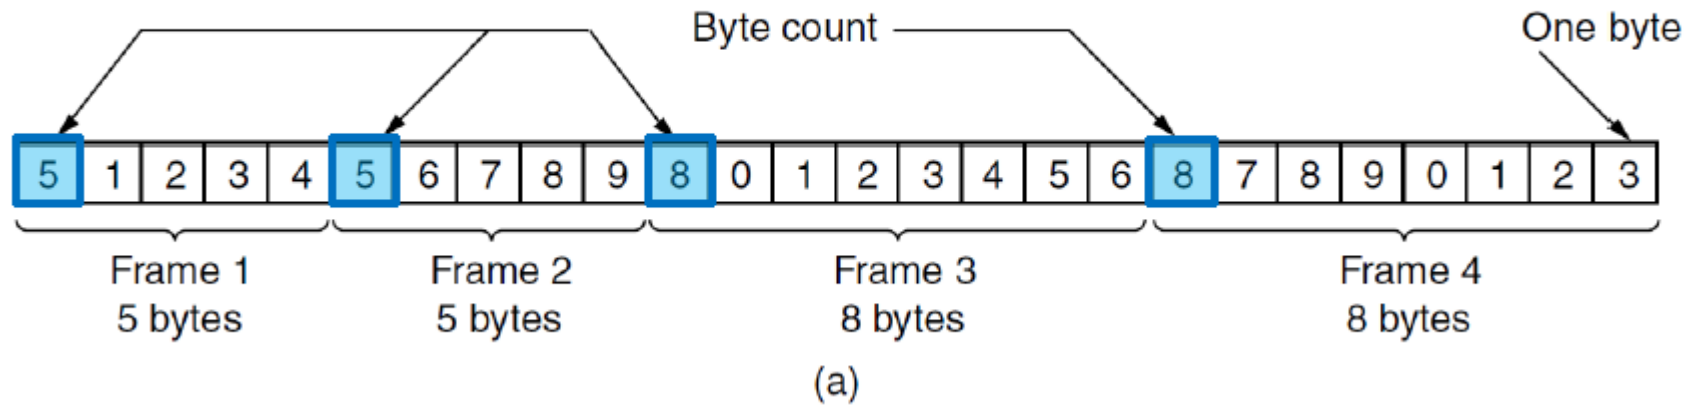 Byte count One byte
5 1 2 3 4 5 6 7 8 9 8 0 1 2 3 4 5 6 8 7 8 9 0 1 2 3
Frame 1 Frame 2 Frame 3 Frame 4
5 bytes 5 bytes 8 bytes 8 bytes
(a)